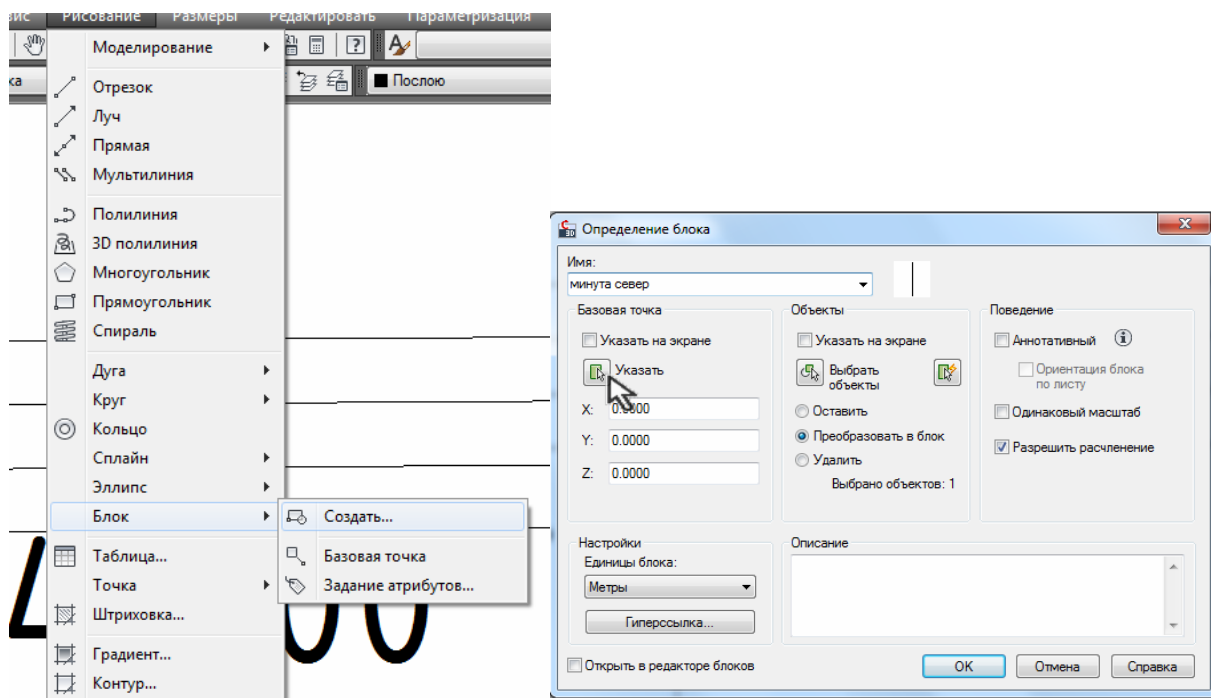 вис Рисование Размеры Редактировать Параметризация
ка
Послою
Моделирование
Отрезок
Луч
Прямая
Мультилиния
Полилиния
3D полилиния
Многоугольник
Прямоугольник
Спираль
Дуга
Круг
Кольцо
Сплайн
Эллипс
Блок
Таблица...
Точка
Штриховка...
Градиент...
Контур...
Создать...
Базовая точка
Задание атрибутов...
Определение блока
Имя:
минута север
Базовая точка
Указать на экране
Указать
X: 0.0000
Y: 0.0000
Z: 0.0000
Объекты
Указать на экране
Выбрать
объекты
Оставить
Преобразовать в блок
Удалить
Выбрано объектов: 1
Поведение
Аннотативный
Ориентация блока
по листу
Одинаковый масштаб
Разрешить расчленение
Настройки
Единицы блока:
Метры
Гиперссылка...
Описание
Открыть в редакторе блоков
OK Отмена Справка